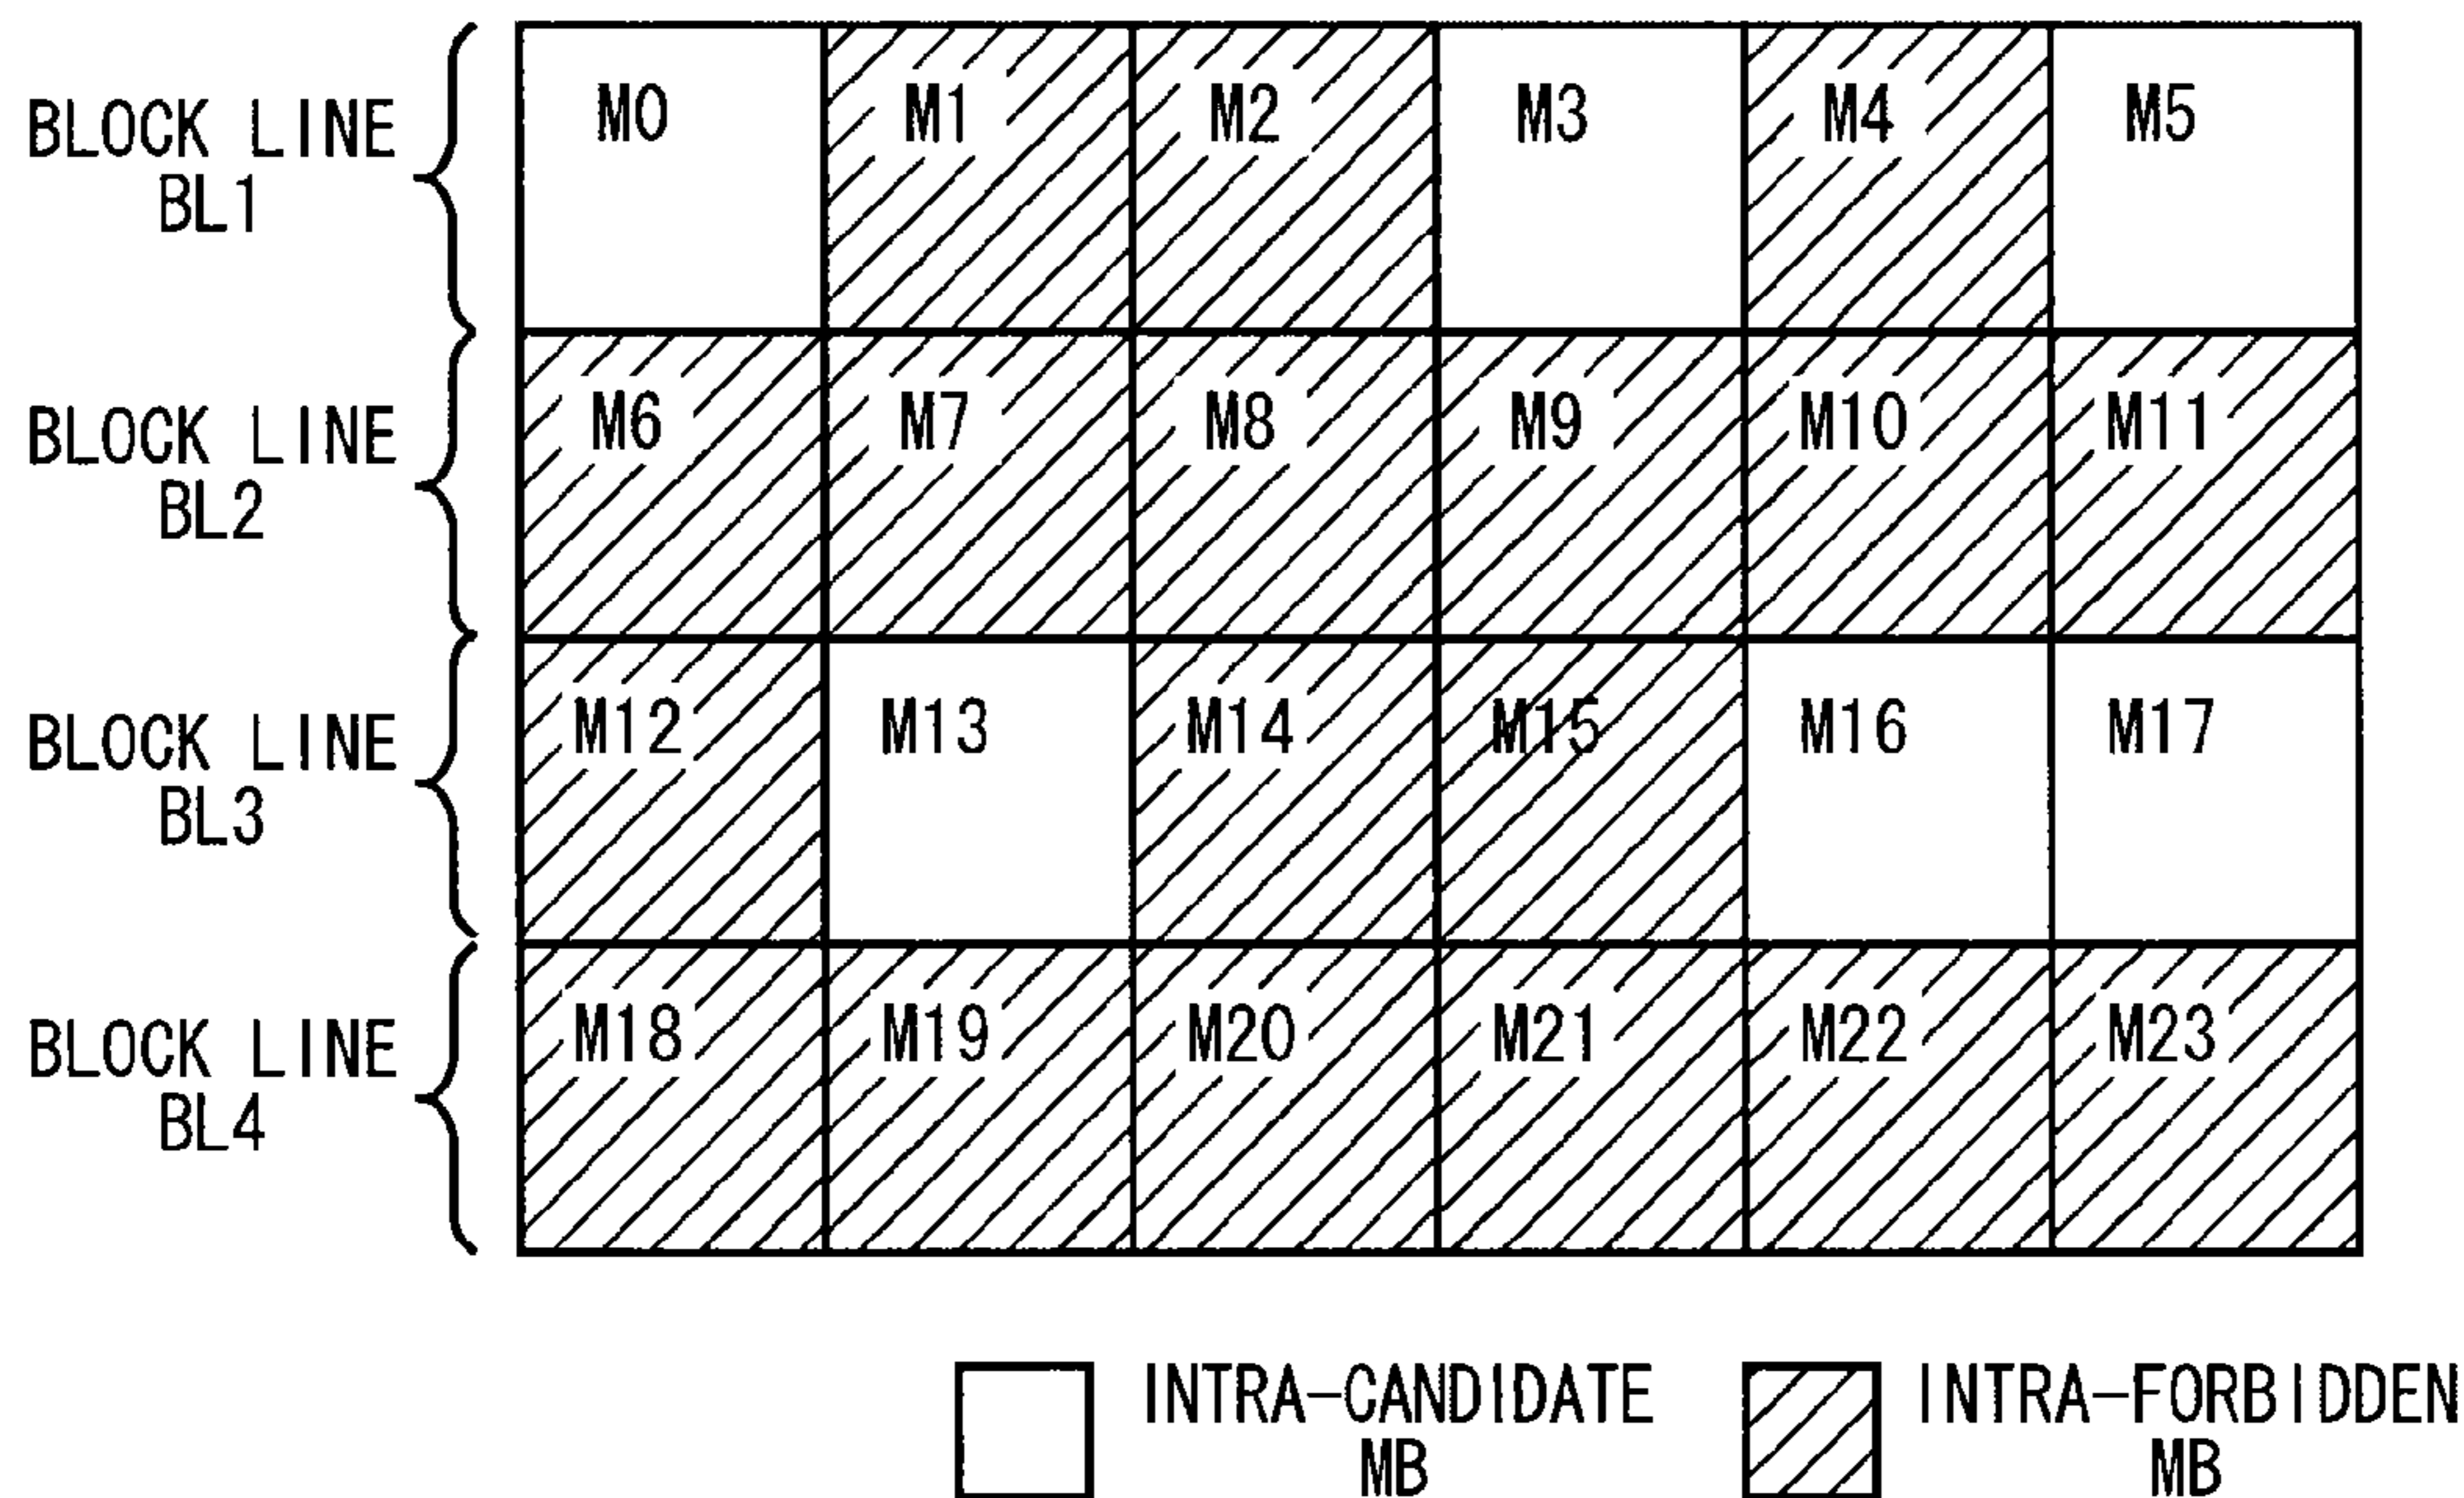 BLOCK LINE
BL1
M0 M1 M2 M3 M4 M5
BLOCK LINE
BL2
M6 M7 M8 M9 M10 M11
BLOCK LINE
BL3
M12 M13 M14 M15 M16 M17
BLOCK LINE
BL4
M18 M19 M20 M21 M22 M23
INTRA-CANDIDATE
MB
INTRA-FORBIDDEN
MB